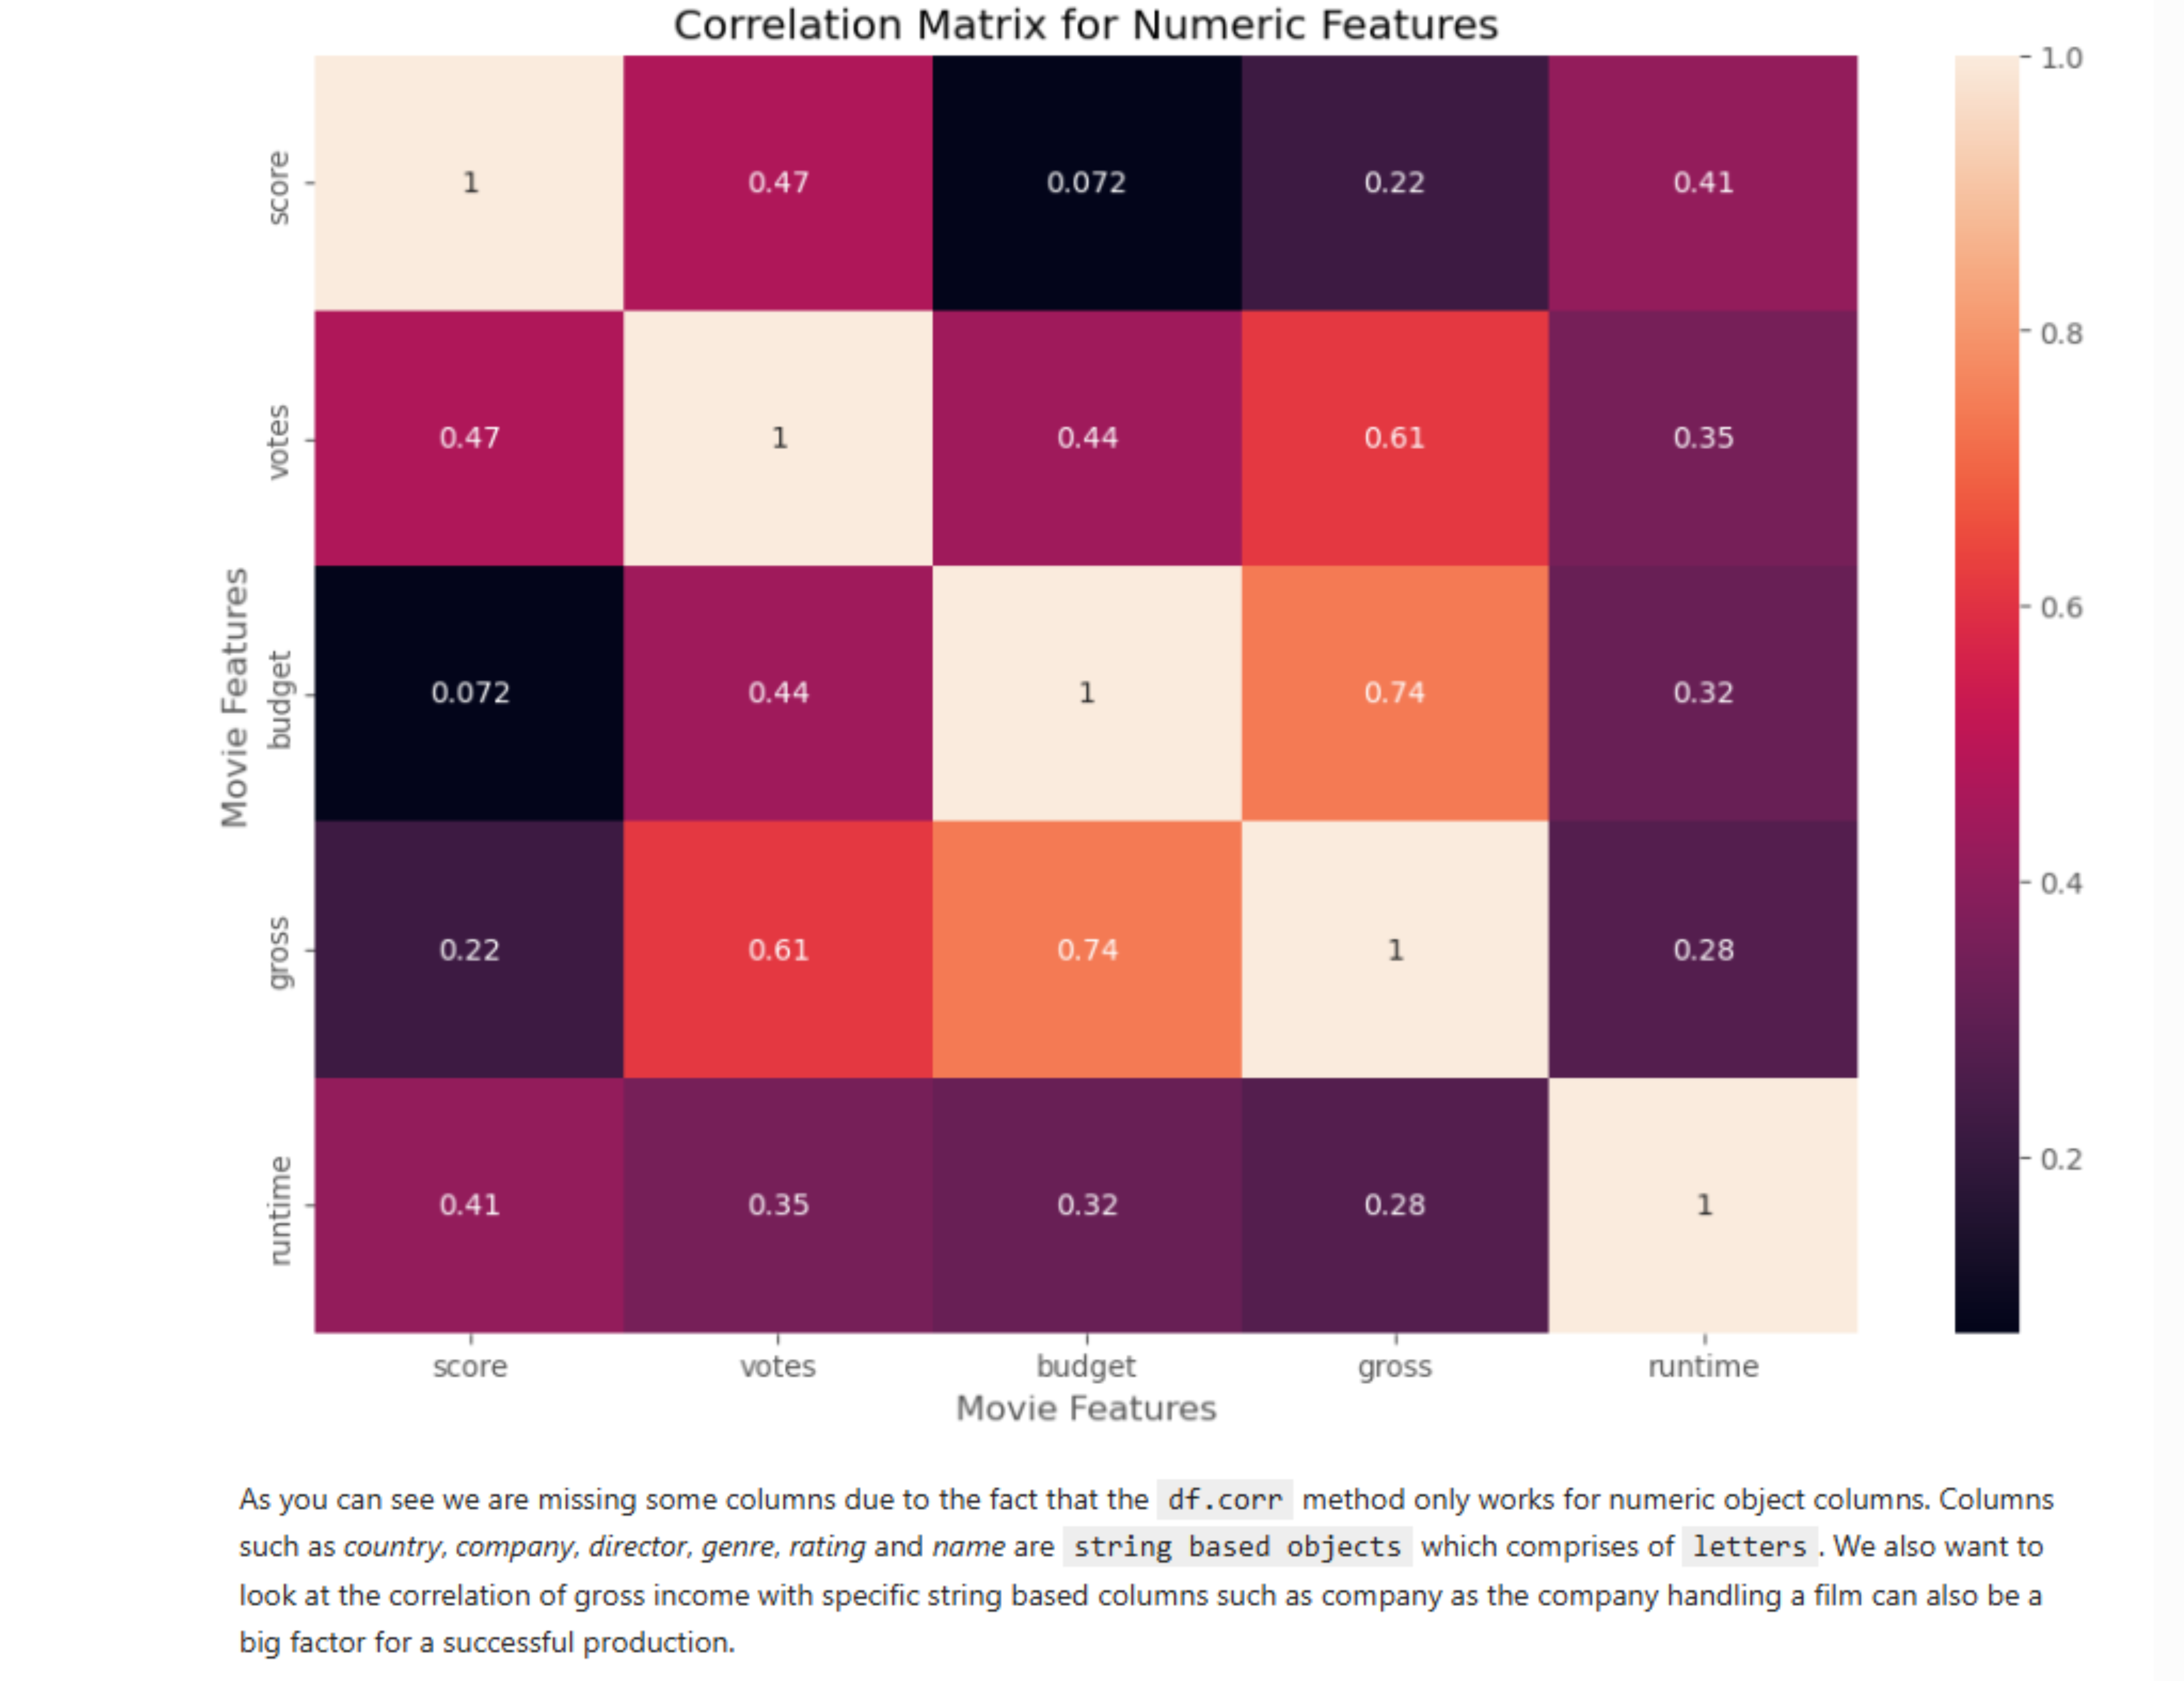 Correlation Matrix for Numeric Features
1.0
score 1 0.47 0.072 0.22 0.41
0.8
votes 0.47 1 0.44 0.61 0.35
0.6
Movie Features
budget 0.072 0.44 1 0.74 0.32
0.4
gross 0.22 0.61 0.74 1 0.28
0.2
runtime 0.41 0.35 0.32 0.28 1
score votes budget gross runtime
Movie Features
As you can see we are missing some columns due to the fact that the df.corr method only works for numeric object columns. Columns
such as country, company, director, genre, rating and name are string based objects which comprises of letters . We also want to
look at the correlation of gross income with specific string based columns such as company as the company handling a film can also be a
big factor for a successful production.